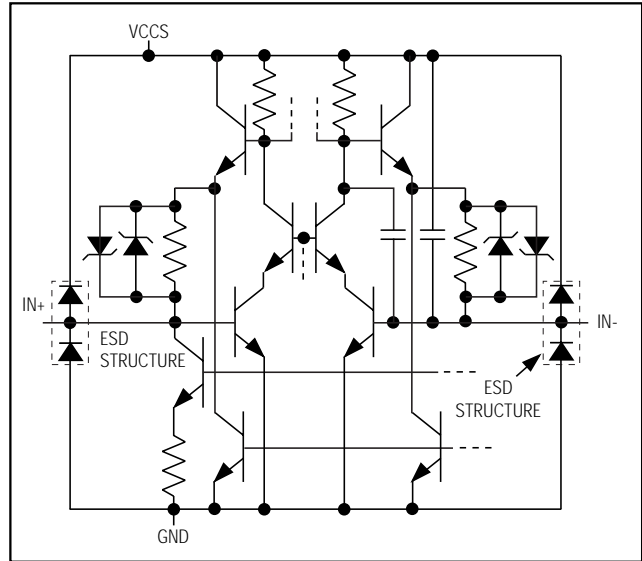 VCCS
IN+
ESD
STRUCTURE
IN-
ESD
STRUCTURE
GND